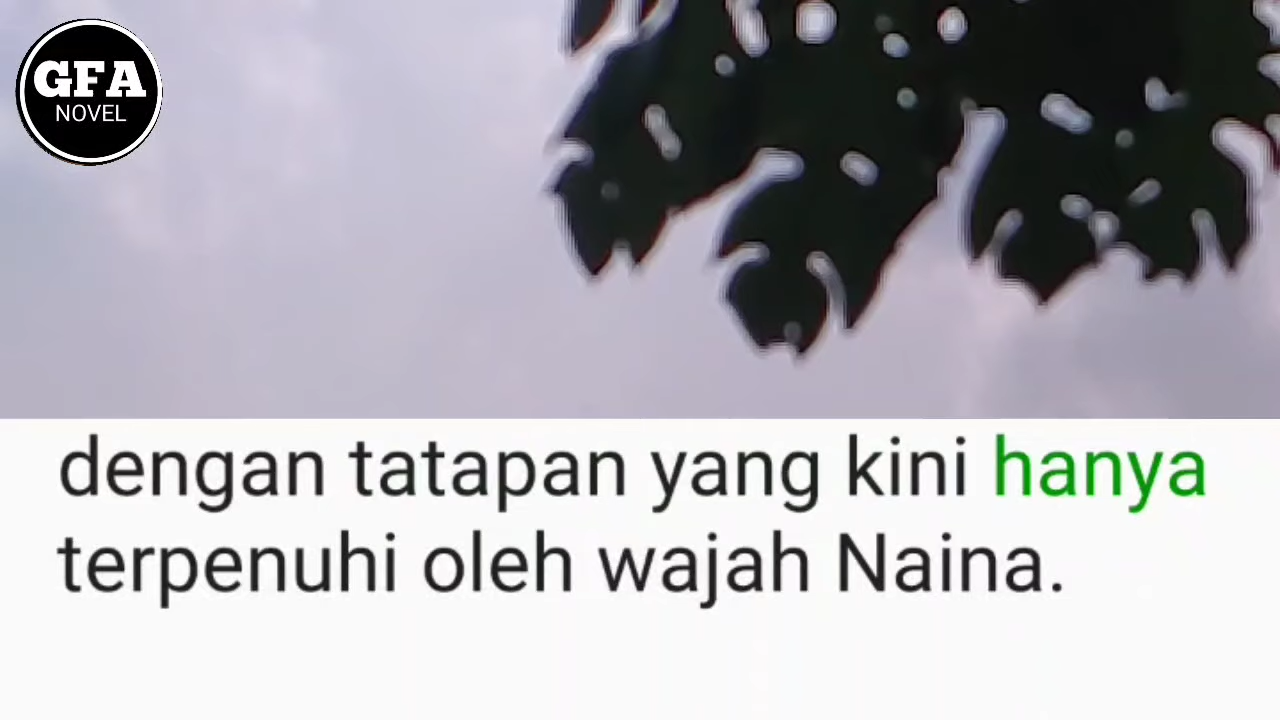 GFA
NOVEL
dengan tatapan yang kini hanya
terpenuhi oleh wajah Naina.